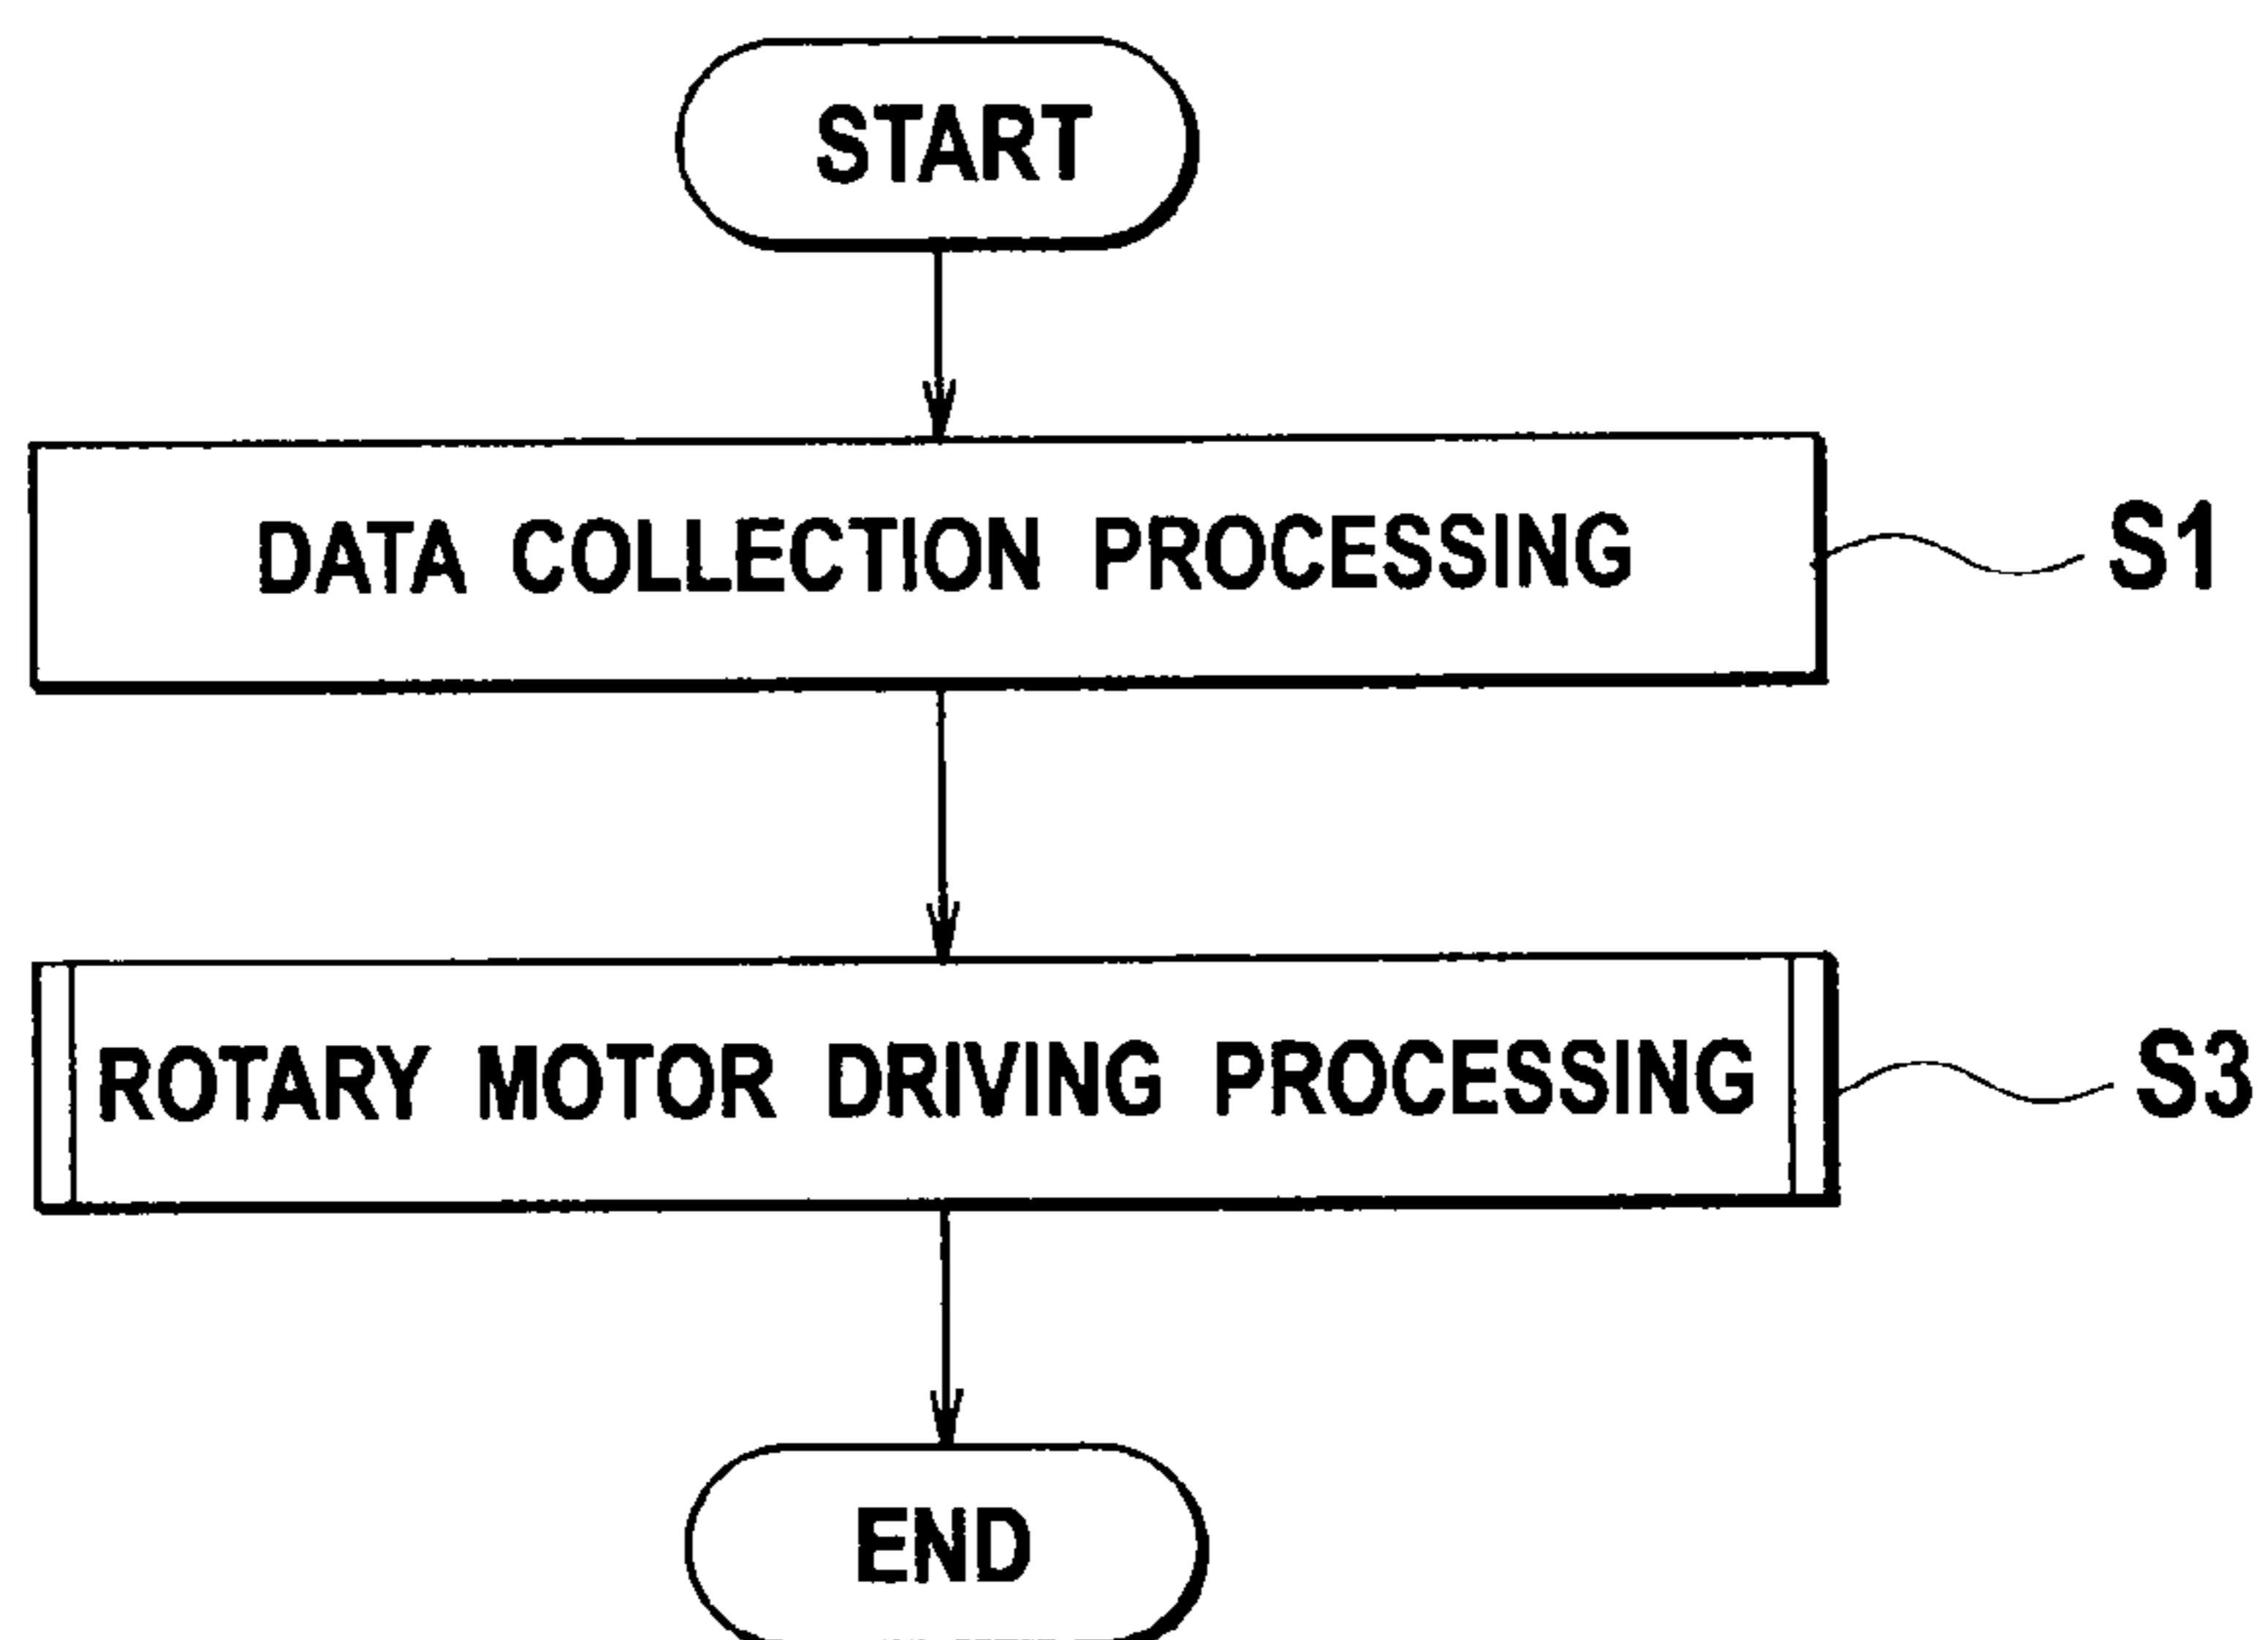 START
DATA COLLECTION PROCESSING
S1
ROTARY MOTOR DRIVING PROCESSING
S3
END